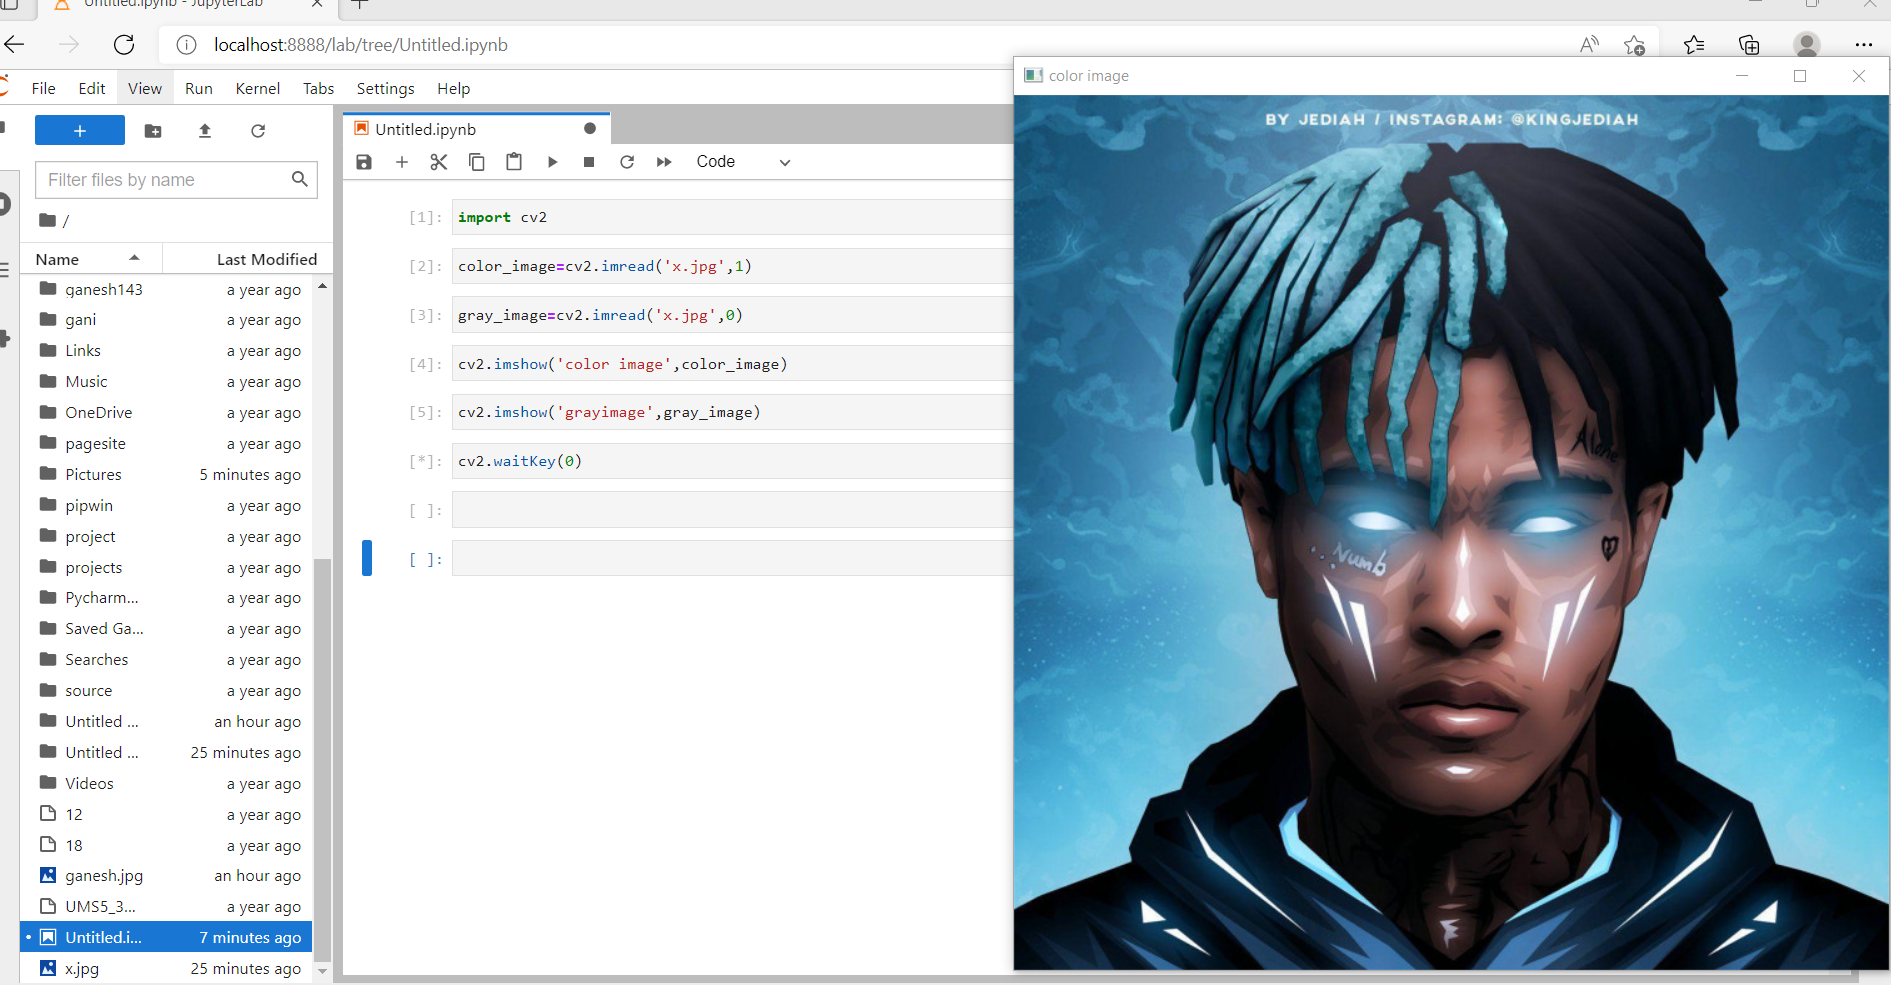 Untitled.ipynb - JupyterLab
localhost:8888/lab/tree/Untitled.ipynb
File Edit View Run Kernel Tabs Settings Help
Untitled.ipynb
Code
Filter files by name
/
Name Last Modified
ganesh143 a year ago
gani a year ago
Links a year ago
Music a year ago
OneDrive a year ago
pagesite a year ago
Pictures 5 minutes ago
pipwin a year ago
project a year ago
projects a year ago
Pycharm... a year ago
Saved Ga... a year ago
Searches a year ago
source a year ago
Untitled ... an hour ago
Untitled ... 25 minutes ago
Videos a year ago
12 a year ago
18 a year ago
ganesh.jpg an hour ago
UMS5_3... a year ago
Untitled.i... 7 minutes ago
x.jpg 25 minutes ago
[1]: import cv2
[2]: color_image=cv2.imread('x.jpg',1)
[3]: gray_image=cv2.imread('x.jpg',0)
[4]: cv2.imshow('color image',color_image)
[5]: cv2.imshow('grayimage',gray_image)
[*]: cv2.waitKey(0)
[ ]:
[ ]:
color image
BY JEDIAH / INSTAGRAM: @KINGJEDIAH
Alone
...Numb